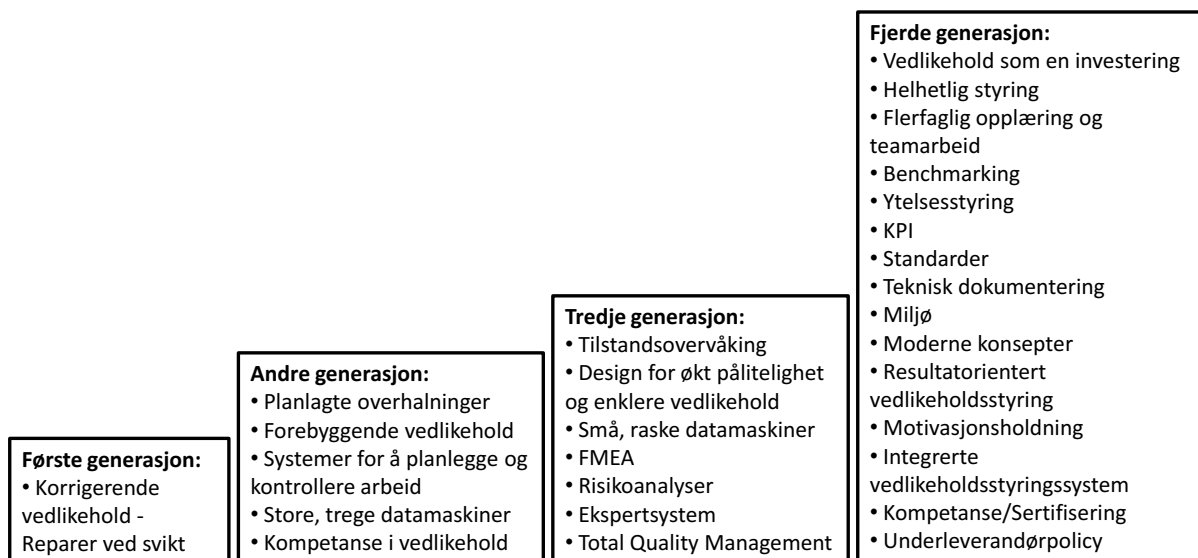 Første generasjon:
• Korrigerende
vedlikehold -
Reparer ved svikt
Andre generasjon:
• Planlagte overhalninger
• Forebyggende vedlikehold
• Systemer for å planlegge og
kontrollere arbeid
• Store, trege datamaskiner
• Kompetanse i vedlikehold
Tredje generasjon:
• Tilstandsovervåking
• Design for økt pålitelighet
og enklere vedlikehold
• Små, raske datamaskiner
• FMEA
• Risikoanalyser
• Ekspertsystem
• Total Quality Management
Fjerde generasjon:
• Vedlikehold som en investering
• Helhetlig styring
• Flerfaglig opplæring og
teamarbeid
• Benchmarking
• Ytelsesstyring
• KPI
• Standarder
• Teknisk dokumentering
• Miljø
• Moderne konsepter
• Resultatorientert
vedlikeholdsstyring
• Motivasjonsholdning
• Integrerte
vedlikeholdsstyringssystem
• Kompetanse/Sertifisering
• Underleverandørpolicy